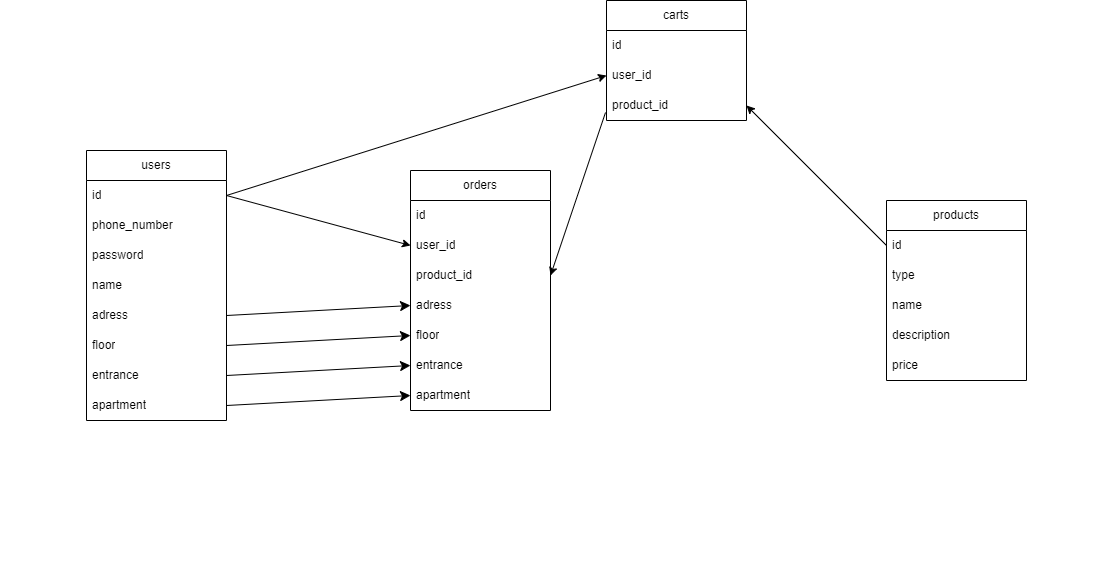 carts
id
user_id
product_id
users
id
phone_number
password
name
adress
floor
entrance
apartment
orders
id
user_id
product_id
adress
floor
entrance
apartment
products
id
type
name
description
price